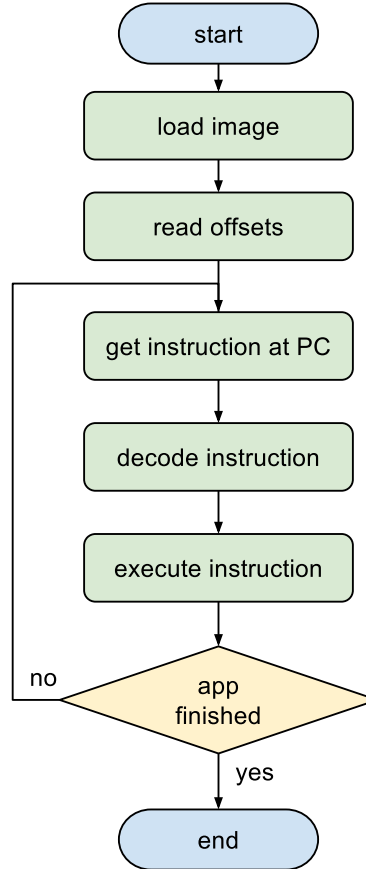 start
load image
read offsets
get instruction at PC
decode instruction
execute instruction
no
app
finished
yes
end